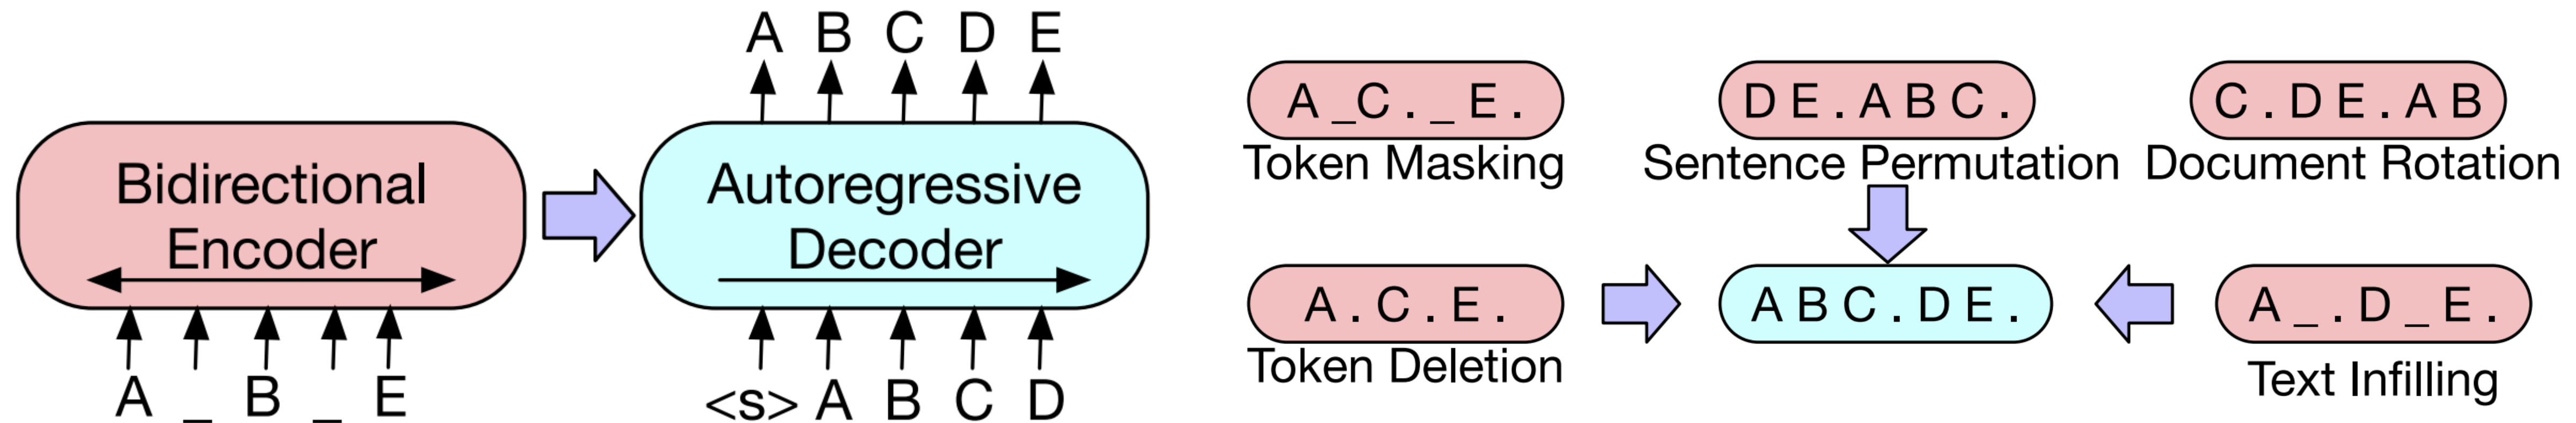 A B C D E
Bidirectional
Encoder
A _ B _ E
Autoregressive
Decoder
<s> A B C D
A _C . _ E .
Token Masking
D E . A B C .
Sentence Permutation
C . D E . A B
Document Rotation
A . C . E .
Token Deletion
A B C . D E .
A _ . D _ E .
Text Infilling